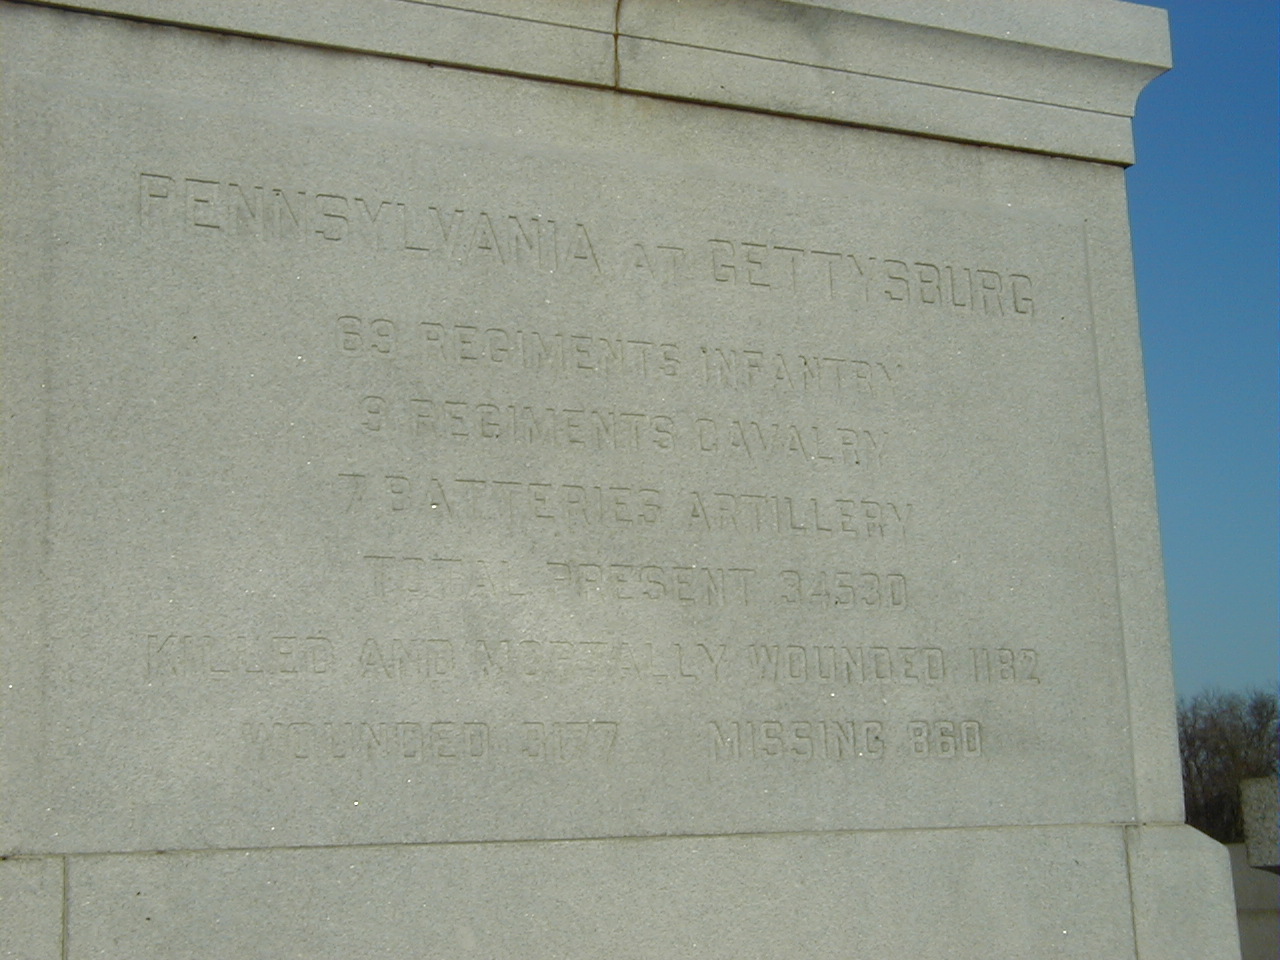 PENNSYLVANIA AT GETTYSBURG
69 REGIMENTS INFANTRY
9 REGIMENTS CAVALRY
7 BATTERIES ARTILLERY
TOTAL PRESENT 34530
KILLED AND MORTALLY WOUNDED 1182
WOUNDED 3177 MISSING 860